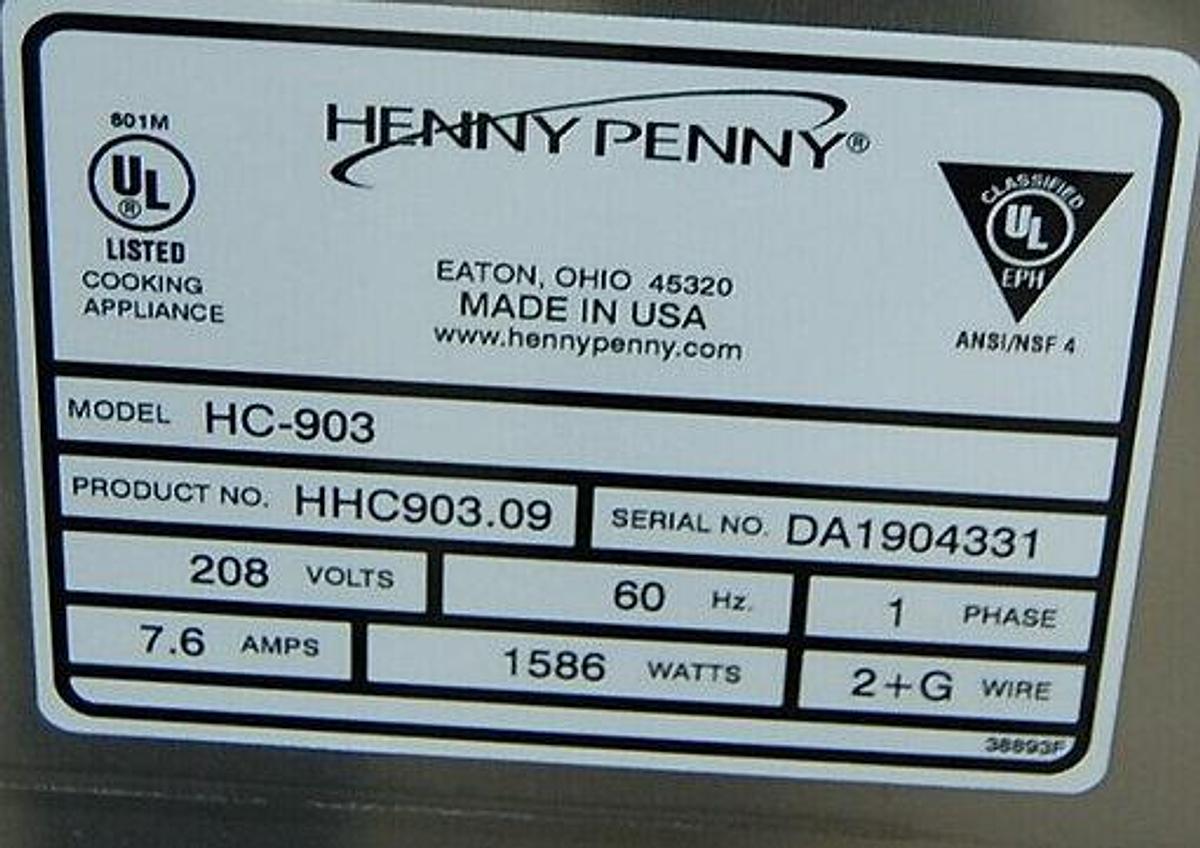 601M
UL®
LISTED
COOKING
APPLIANCE
HENNY PENNY®
EATON, OHIO 45320
MADE IN USA
www.hennypenny.com
CLASSIFIED
UL
EPH
ANSI/NSF 4
MODEL HC-903
PRODUCT NO. HHC903.09 SERIAL NO. DA1904331
208 VOLTS 60 Hz. 1 PHASE
7.6 AMPS 1586 WATTS 2+G WIRE
38893F